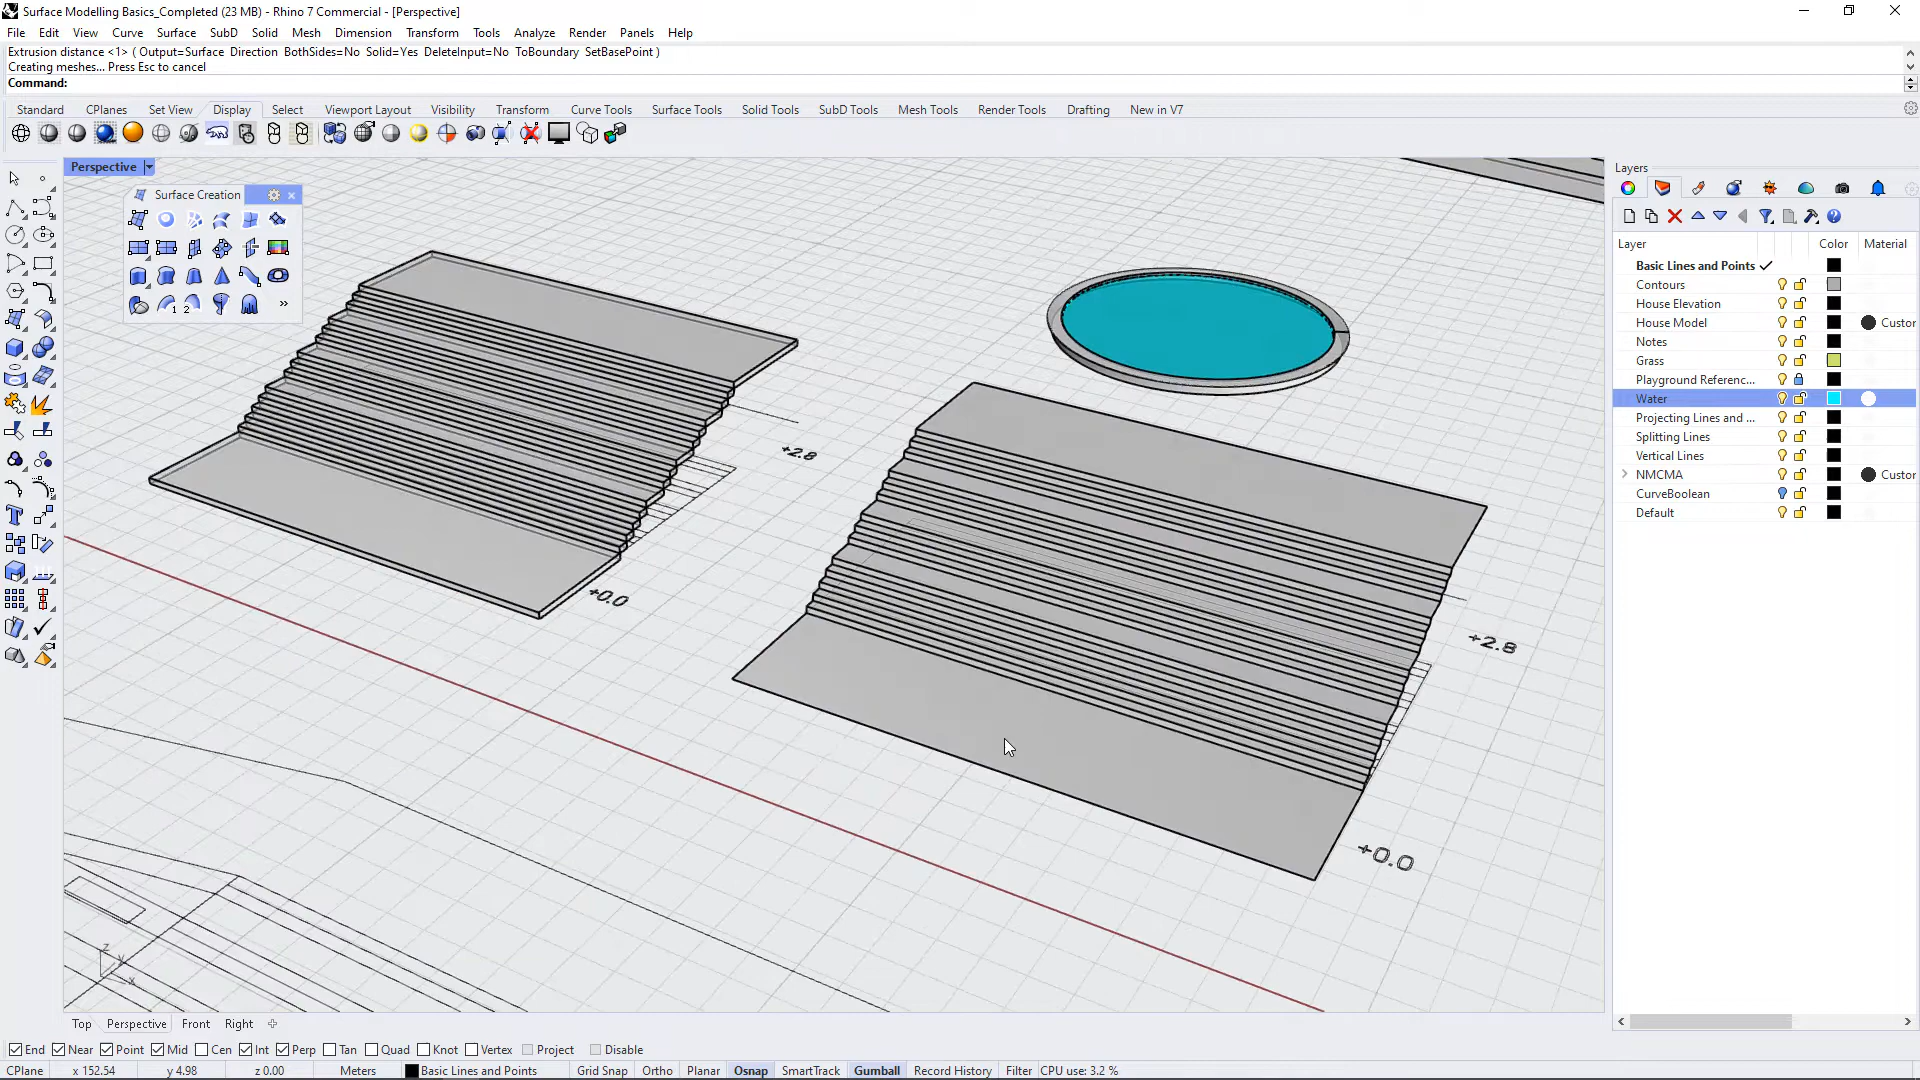 Surface Modelling Basics_Completed (23 MB) - Rhino 7 Commercial - [Perspective]
File Edit View Curve Surface SubD Solid Mesh Dimension Transform Tools Analyze Render Panels Help
Extrusion distance <1> ( Output=Surface Direction BothSides=No Solid=Yes DeleteInput=No ToBoundary SetBasePoint )
Creating meshes... Press Esc to cancel
Command:
Standard CPlanes Set View Display Select Viewport Layout Visibility Transform Curve Tools Surface Tools Solid Tools SubD Tools Mesh Tools Render Tools Drafting New in V7
Perspective
Surface Creation
1 2
Layers
Layer Color Material
Basic Lines and Points
Contours
House Elevation
House Model Custor
Notes
Grass
Playground Referenc...
Water
Projecting Lines and ...
Splitting Lines
Vertical Lines
NMCMA Custor
CurveBoolean
Default
+2.8
+0.0
+2.8
+0.0
z
y
x
Top Perspective Front Right
End Near Point Mid Cen Int Perp Tan Quad Knot Vertex Project Disable
CPlane x 152.54 y 4.98 z 0.00 Meters Basic Lines and Points Grid Snap Ortho Planar Osnap SmartTrack Gumball Record History Filter CPU use: 3.2 %